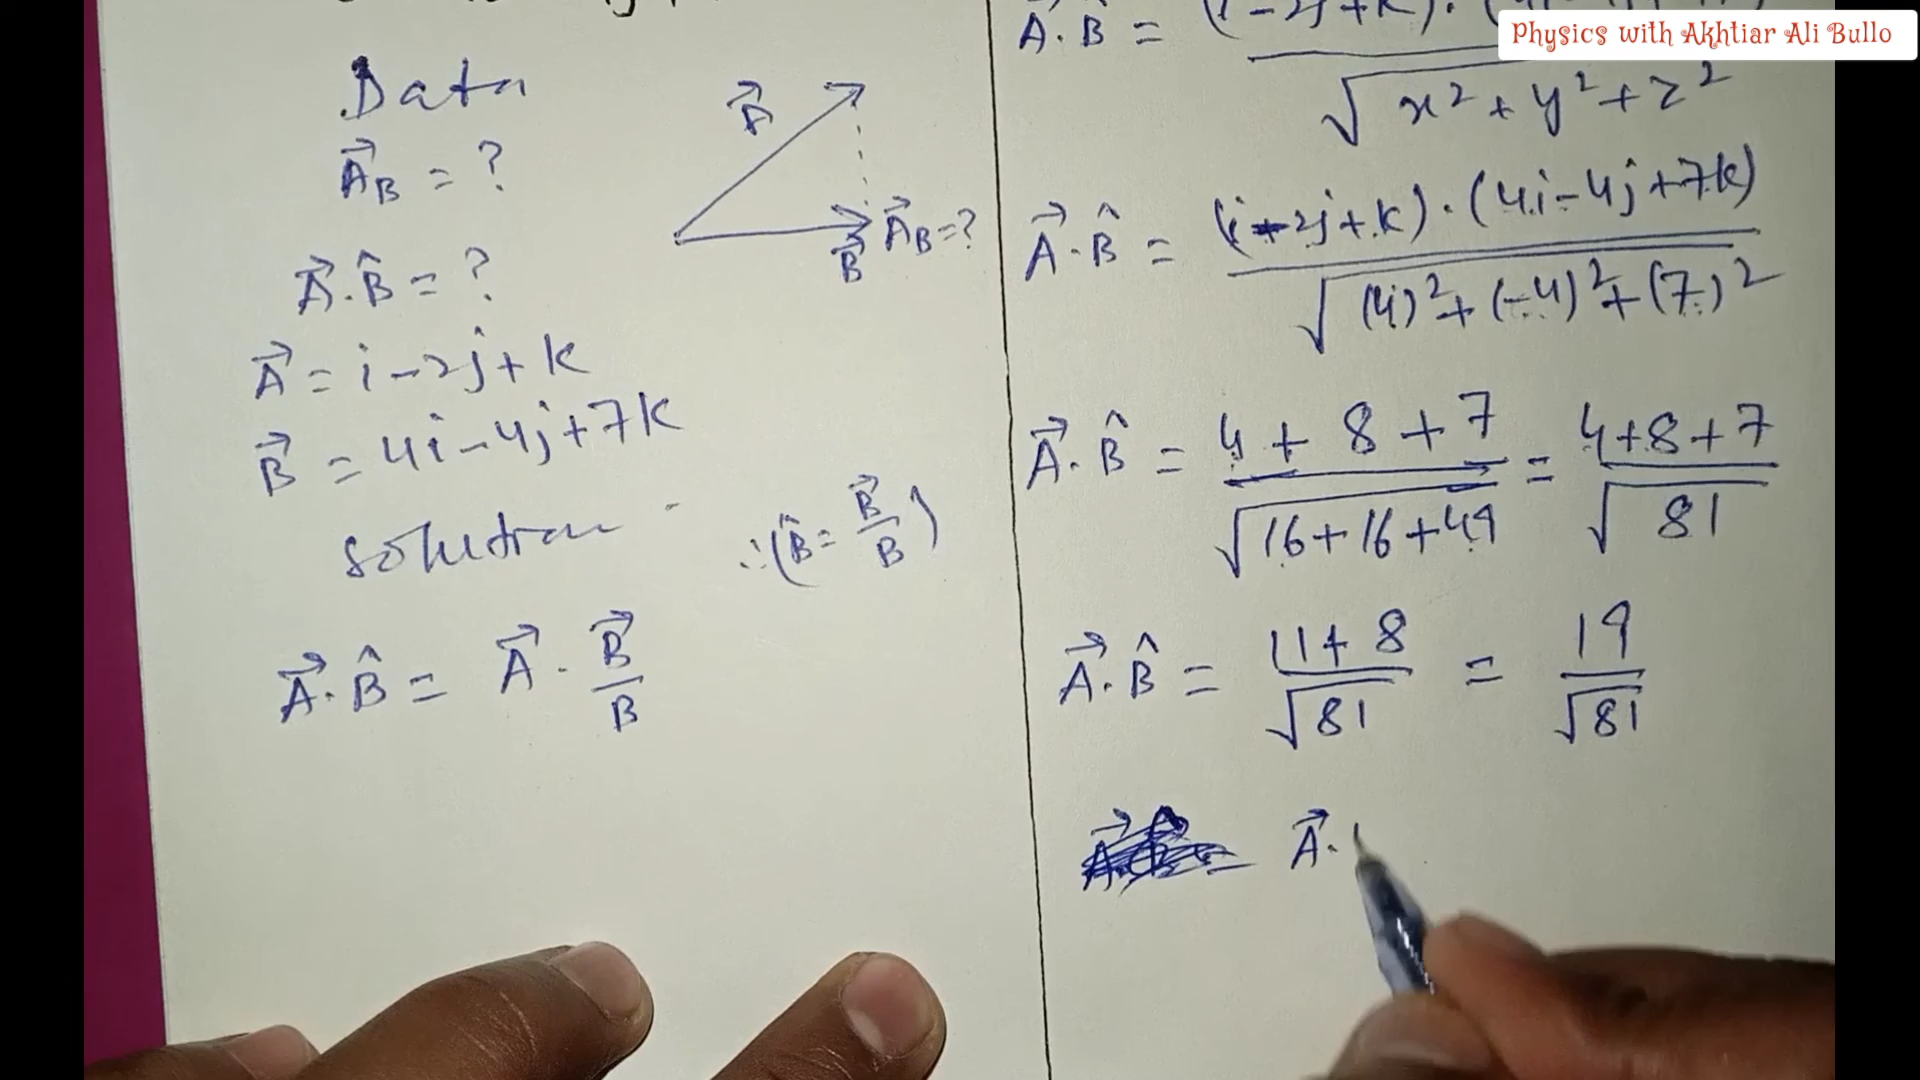 Data
A⃗_B = ?
A⃗ . B̂ = ?
A⃗ = i - 2j + k
B⃗ = 4i - 4j + 7k
solution
∴ (B̂ = B⃗/B)
A⃗ . B̂ = A⃗ . B⃗/B
A⃗
B⃗
A⃗_B = ?
Physics with Akhtiar Ali Bullo
A⃗ . B̂ = (i - 2j + k) .
√x² + y² + z²
A⃗ . B̂ = (i - 2j + k) . (4i - 4j + 7k) / √(4)² + (-4)² + (7)²
A⃗ . B̂ = 4 + 8 + 7 / √16 + 16 + 49 = 4 + 8 + 7 / √81
A⃗ . B̂ = 11 + 8 / √81 = 19 / √81
A⃗ .